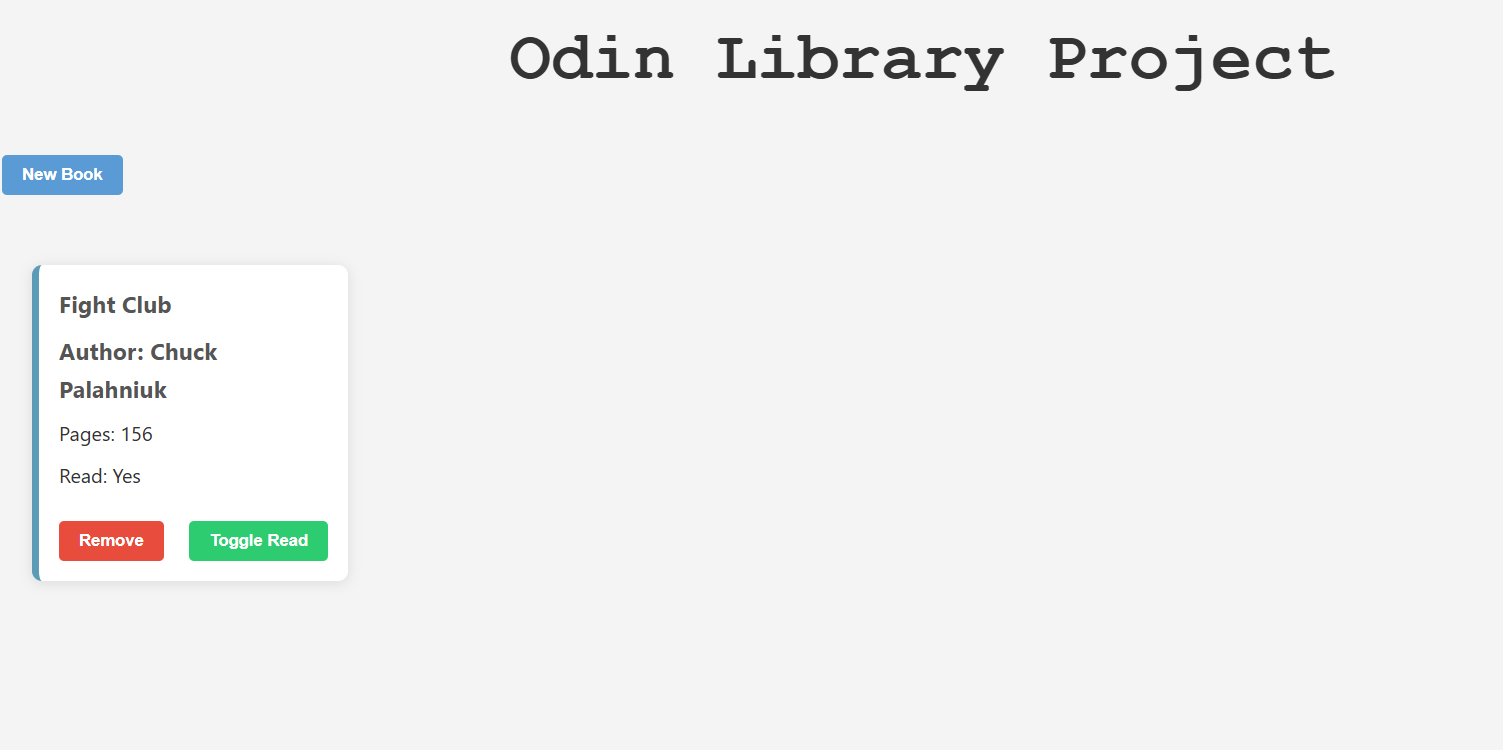 Odin Library Project
New Book
Fight Club
Author: Chuck
Palahniuk
Pages: 156
Read: Yes
Remove Toggle Read